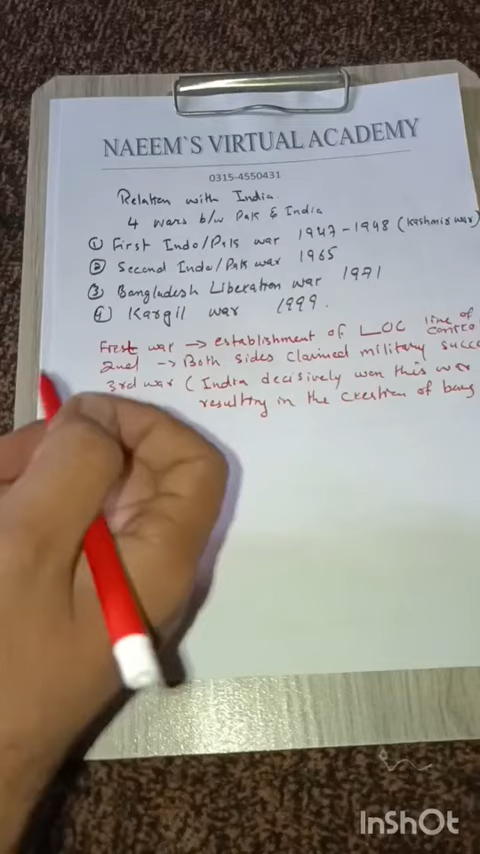 NAEEM`S VIRTUAL ACADEMY
0315-4550431
Relation with India.
4 wars b/w Pak & India
① First Indo/Pak war 1947-1948 (Kashmir war)
② Second Indo/Pak war 1965
③ Bangladesh Liberation war 1971
④ Kargil war 1999.
First war → establishment of LOC line of control
2nd → Both sides claimed military succe
3rd war (India decisively won this war
resulting in the creation of bang
InShOt